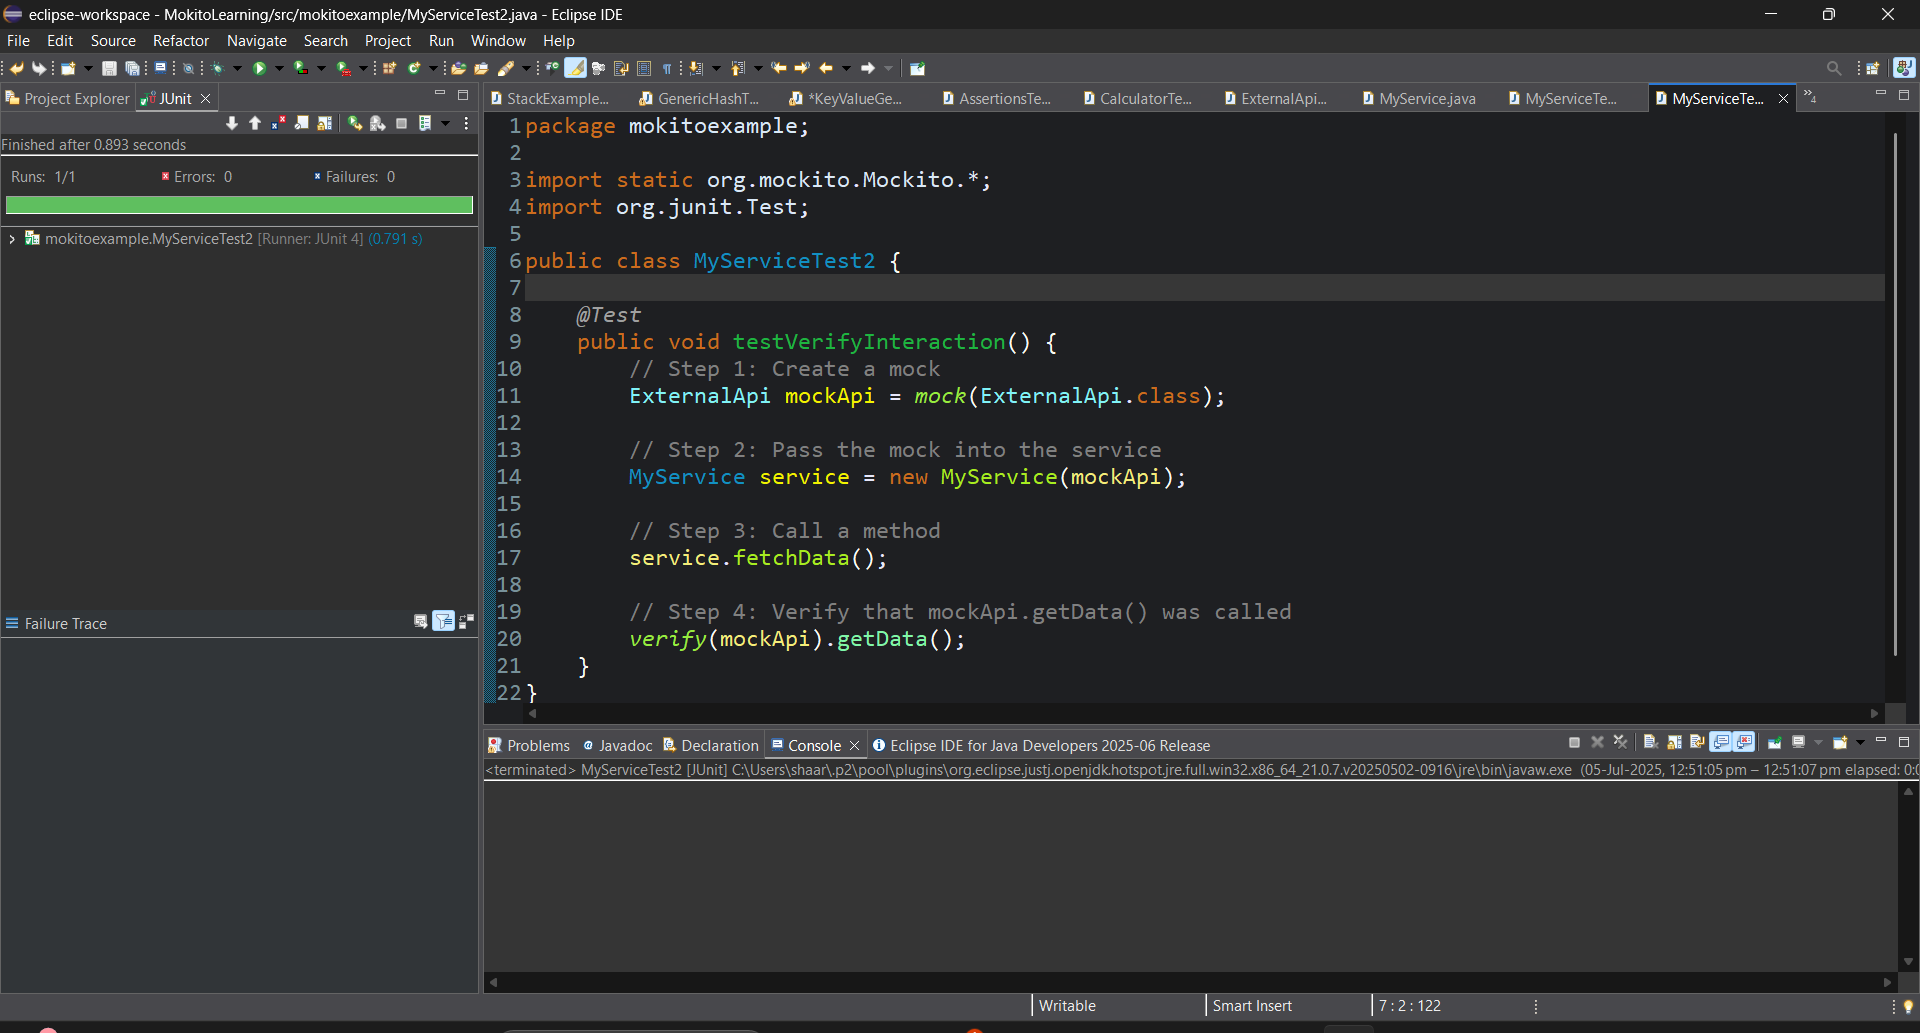 eclipse-workspace - MokitoLearning/src/mokitoexample/MyServiceTest2.java - Eclipse IDE
File Edit Source Refactor Navigate Search Project Run Window Help
Project Explorer JUnit
Finished after 0.893 seconds
Runs: 1/1 Errors: 0 Failures: 0
mokitoexample.MyServiceTest2 [Runner: JUnit 4] (0.791 s)
Failure Trace
StackExample... GenericHashT... *KeyValueGe... AssertionsTe... CalculatorTe... ExternalApi... MyService.java MyServiceTe... MyServiceTe... 4
1 package mokitoexample;
2
3 import static org.mockito.Mockito.*;
4 import org.junit.Test;
5
6 public class MyServiceTest2 {
7
8 @Test
9 public void testVerifyInteraction() {
10 // Step 1: Create a mock
11 ExternalApi mockApi = mock(ExternalApi.class);
12
13 // Step 2: Pass the mock into the service
14 MyService service = new MyService(mockApi);
15
16 // Step 3: Call a method
17 service.fetchData();
18
19 // Step 4: Verify that mockApi.getData() was called
20 verify(mockApi).getData();
21 }
22 }
Problems Javadoc Declaration Console Eclipse IDE for Java Developers 2025-06 Release
<terminated> MyServiceTest2 [JUnit] C:\Users\shaar\.p2\pool\plugins\org.eclipse.justj.openjdk.hotspot.jre.full.win32.x86_64_21.0.7.v20250502-0916\jre\bin\javaw.exe (05-Jul-2025, 12:51:05 pm – 12:51:07 pm elapsed: 0:0
Writable Smart Insert 7 : 2 : 122